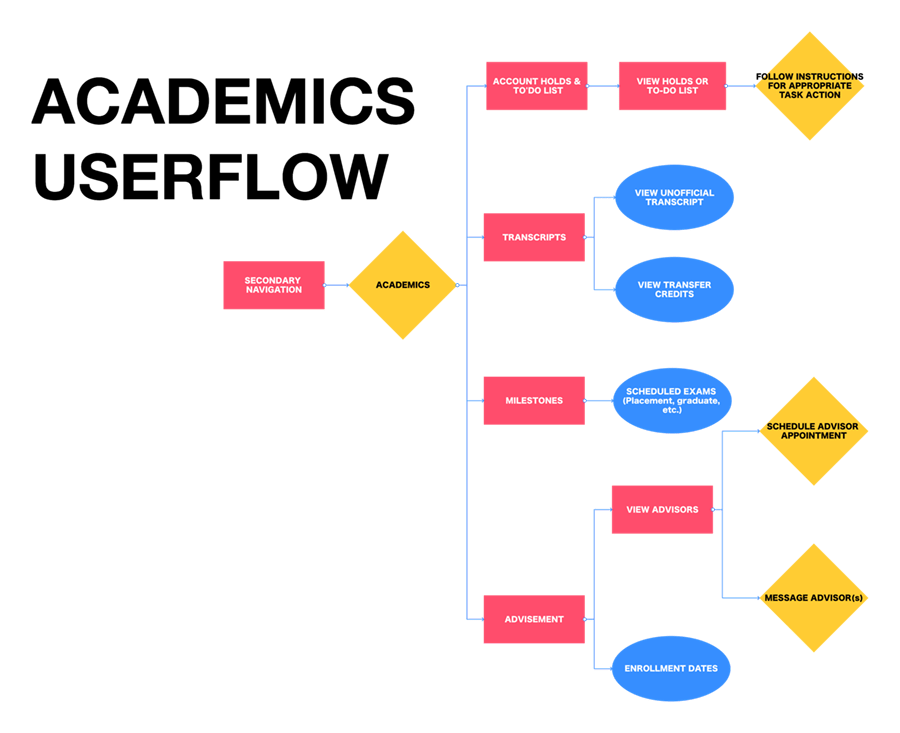 ACADEMICS
USERFLOW
ACCOUNT HOLDS &
TO'DO LIST
VIEW HOLDS OR
TO-DO LIST
FOLLOW INSTRUCTIONS
FOR APPROPRIATE
TASK ACTION
VIEW UNOFFICIAL
TRANSCRIPT
TRANSCRIPTS
VIEW TRANSFER
CREDITS
SECONDARY
NAVIGATION
ACADEMICS
MILESTONES
SCHEDULED EXAMS
(Placement, graduate,
etc.)
SCHEDULE ADVISOR
APPOINTMENT
VIEW ADVISORS
MESSAGE ADVISOR(s)
ADVISEMENT
ENROLLMENT DATES